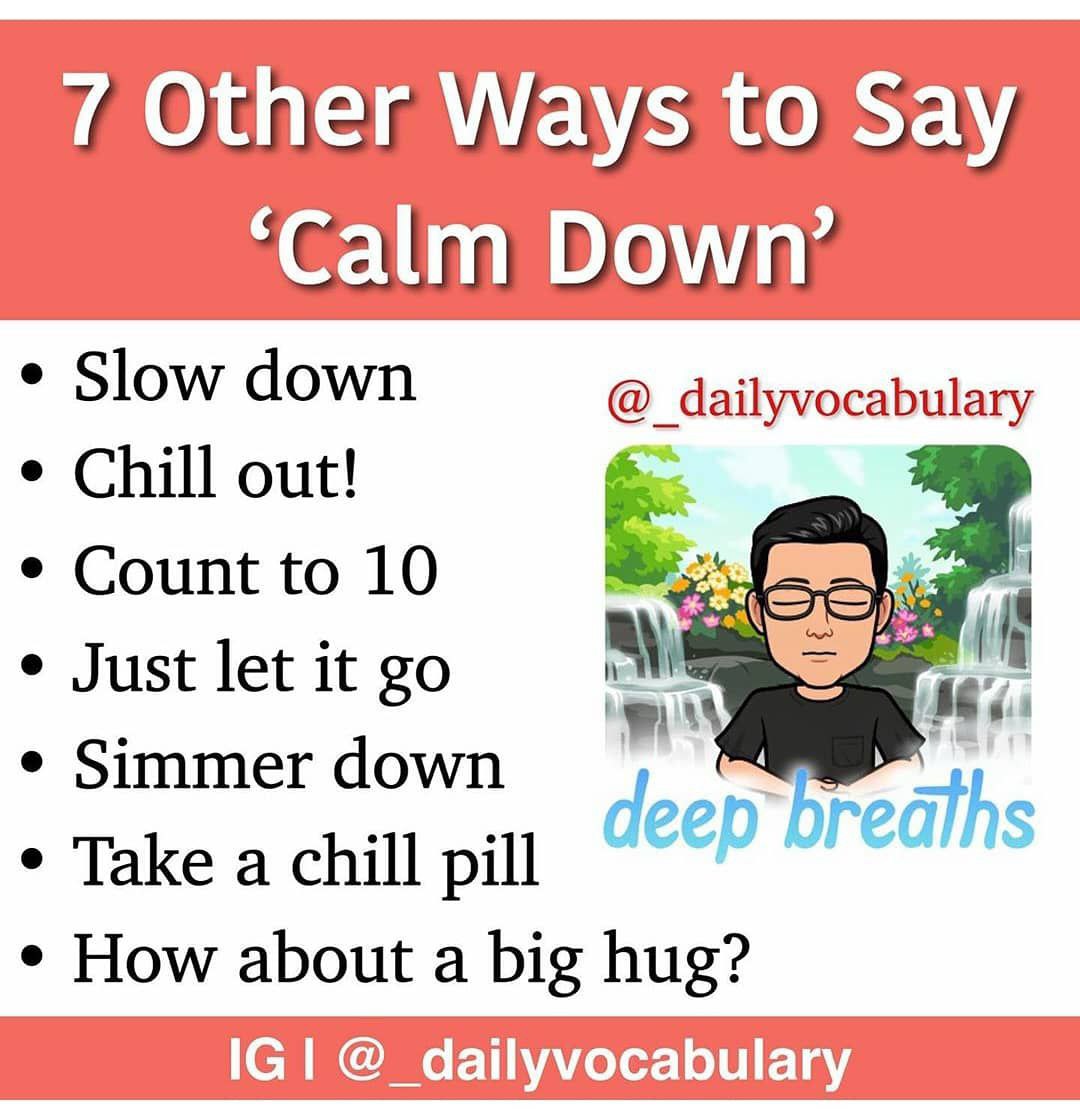 7 Other Ways to Say
‘Calm Down’
• Slow down
• Chill out!
• Count to 10
• Just let it go
• Simmer down
• Take a chill pill
• How about a big hug?
@_dailyvocabulary
deep breaths
IG | @_dailyvocabulary